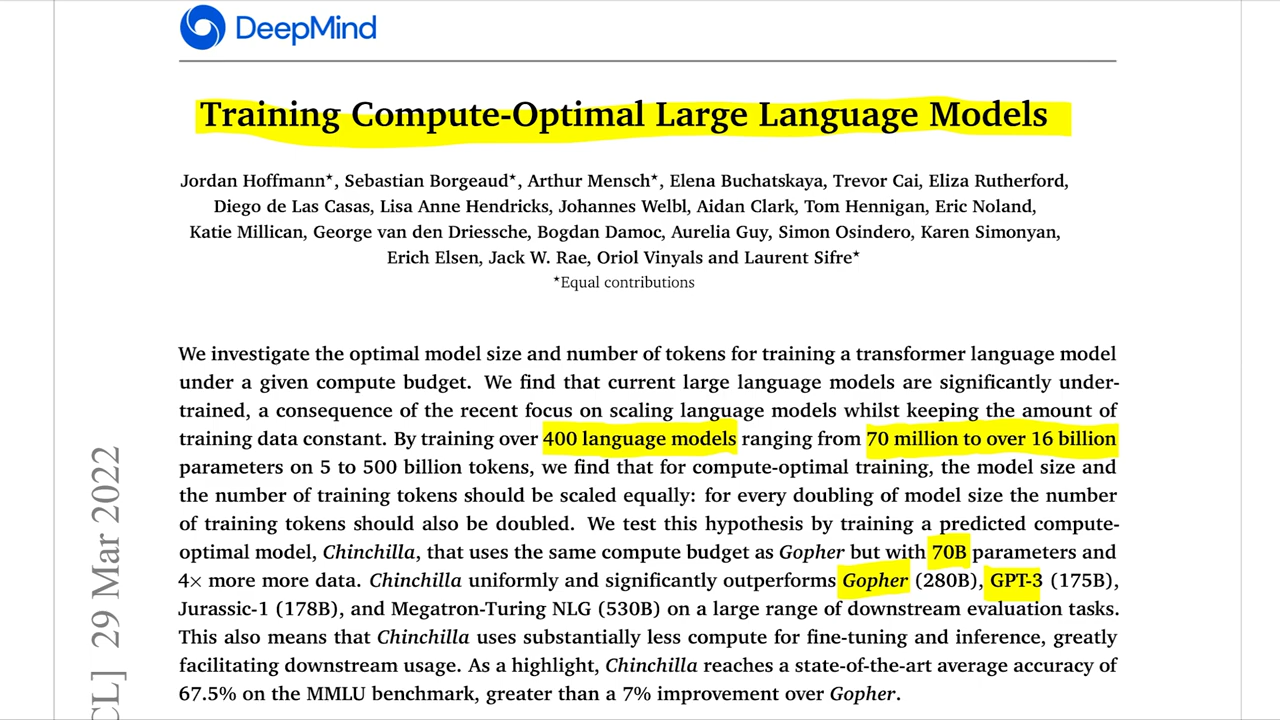 DeepMind
Training Compute-Optimal Large Language Models
Jordan Hoffmann★, Sebastian Borgeaud★, Arthur Mensch★, Elena Buchatskaya, Trevor Cai, Eliza Rutherford,
Diego de Las Casas, Lisa Anne Hendricks, Johannes Welbl, Aidan Clark, Tom Hennigan, Eric Noland,
Katie Millican, George van den Driessche, Bogdan Damoc, Aurelia Guy, Simon Osindero, Karen Simonyan,
Erich Elsen, Jack W. Rae, Oriol Vinyals and Laurent Sifre★
★Equal contributions
We investigate the optimal model size and number of tokens for training a transformer language model
under a given compute budget. We find that current large language models are significantly under-
trained, a consequence of the recent focus on scaling language models whilst keeping the amount of
training data constant. By training over 400 language models ranging from 70 million to over 16 billion
parameters on 5 to 500 billion tokens, we find that for compute-optimal training, the model size and
the number of training tokens should be scaled equally: for every doubling of model size the number
of training tokens should also be doubled. We test this hypothesis by training a predicted compute-
optimal model, Chinchilla, that uses the same compute budget as Gopher but with 70B parameters and
4× more more data. Chinchilla uniformly and significantly outperforms Gopher (280B), GPT-3 (175B),
Jurassic-1 (178B), and Megatron-Turing NLG (530B) on a large range of downstream evaluation tasks.
This also means that Chinchilla uses substantially less compute for fine-tuning and inference, greatly
facilitating downstream usage. As a highlight, Chinchilla reaches a state-of-the-art average accuracy of
67.5% on the MMLU benchmark, greater than a 7% improvement over Gopher.
CL] 29 Mar 2022